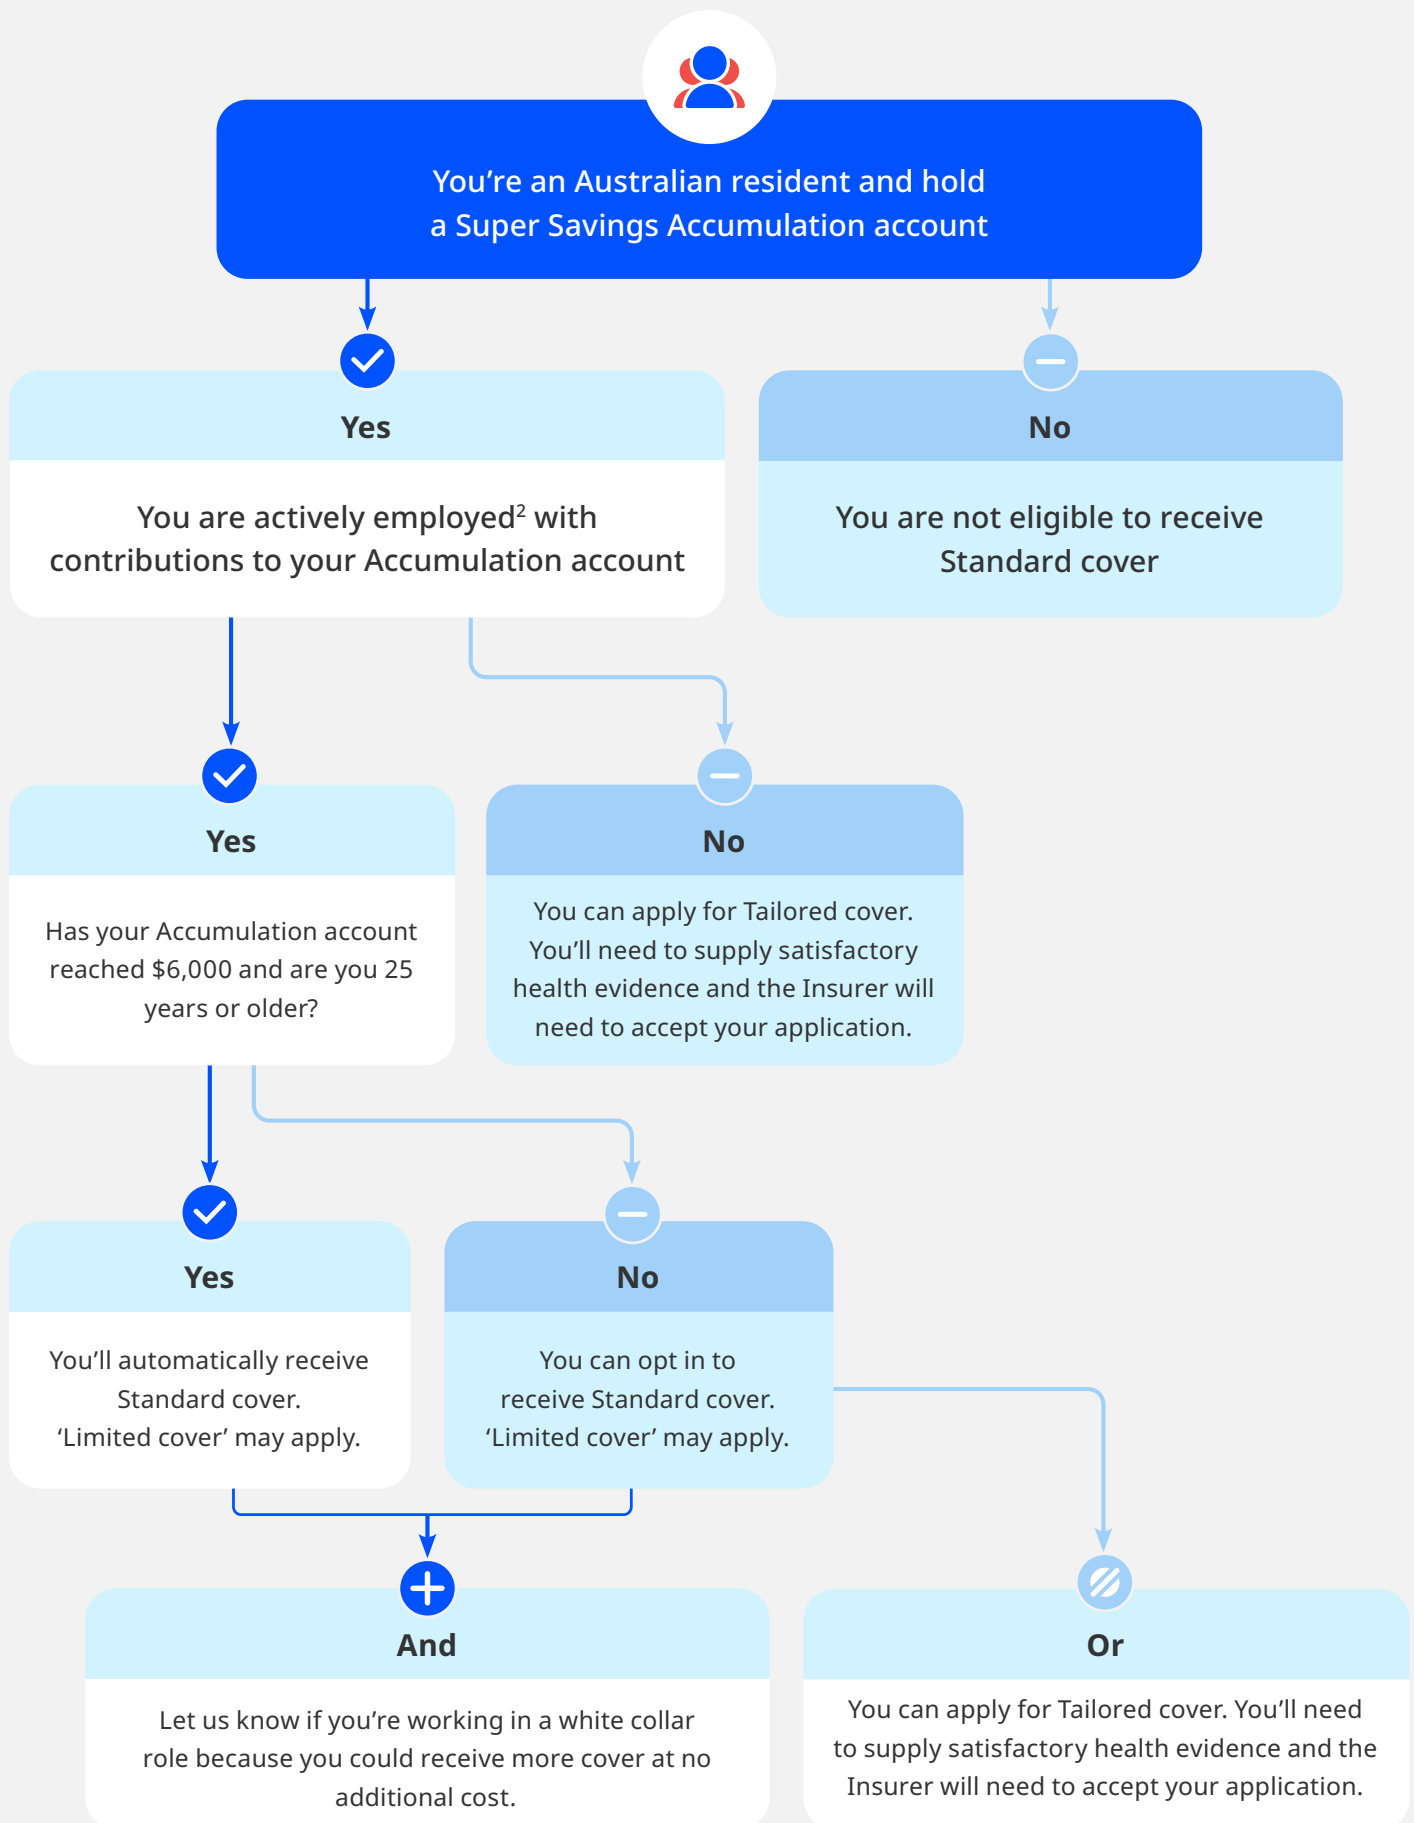 You’re an Australian resident and hold
a Super Savings Accumulation account
Yes
You are actively employed² with
contributions to your Accumulation account
No
You are not eligible to receive
Standard cover
Yes
Has your Accumulation account
reached $6,000 and are you 25
years or older?
No
You can apply for Tailored cover.
You’ll need to supply satisfactory
health evidence and the Insurer will
need to accept your application.
Yes
You’ll automatically receive
Standard cover.
‘Limited cover’ may apply.
No
You can opt in to
receive Standard cover.
‘Limited cover’ may apply.
And
Let us know if you’re working in a white collar
role because you could receive more cover at no
additional cost.
Or
You can apply for Tailored cover. You’ll need
to supply satisfactory health evidence and the
Insurer will need to accept your application.